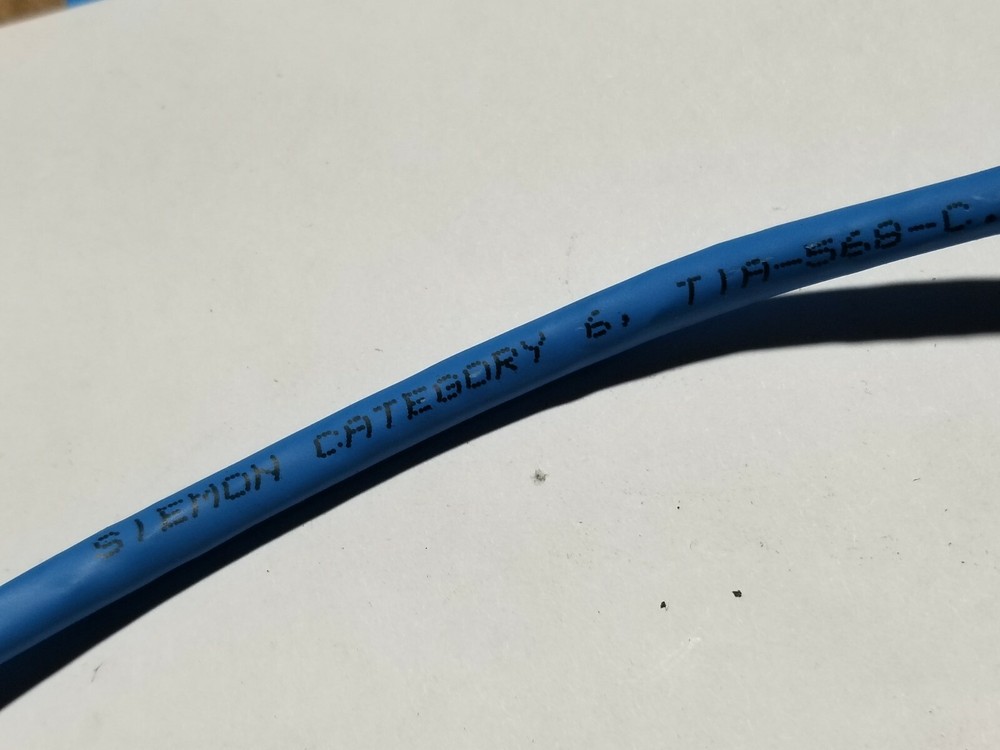 SIEMON CATEGORY 6, TIA-568-C.